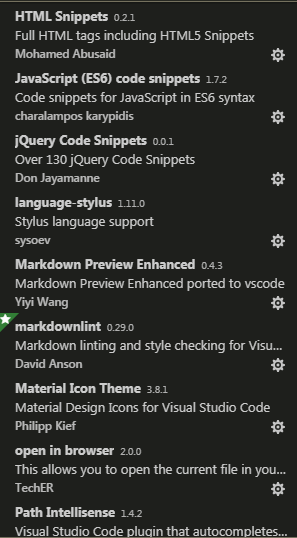 HTML Snippets 0.2.1
Full HTML tags including HTML5 Snippets
Mohamed Abusaid
JavaScript (ES6) code snippets 1.7.2
Code snippets for JavaScript in ES6 syntax
charalampos karypidis
jQuery Code Snippets 0.0.1
Over 130 jQuery Code Snippets
Don Jayamanne
language-stylus 1.11.0
Stylus language support
sysoev
Markdown Preview Enhanced 0.4.3
Markdown Preview Enhanced ported to vscode
Yiyi Wang
markdownlint 0.29.0
Markdown linting and style checking for Visu...
David Anson
Material Icon Theme 3.8.1
Material Design Icons for Visual Studio Code
Philipp Kief
open in browser 2.0.0
This allows you to open the current file in you...
TechER
Path Intellisense 1.4.2
Visual Studio Code plugin that autocompletes...